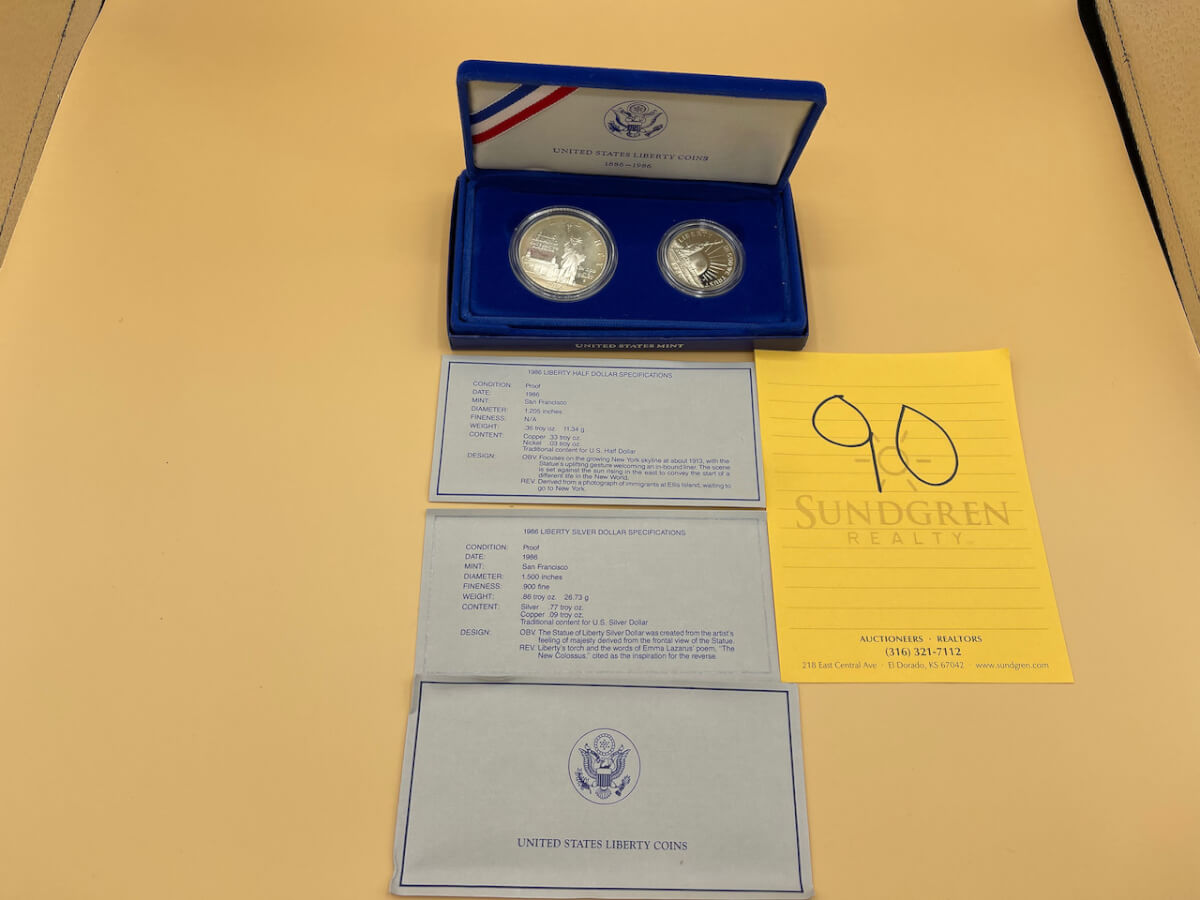 UNITED STATES LIBERTY COINS
1886–1986
LIBERTY
UNITED STATES MINT
1986 LIBERTY HALF DOLLAR SPECIFICATIONS
CONDITION: Proof
DATE: 1986
MINT: San Francisco
DIAMETER: 1.205 inches
FINENESS: N/A
WEIGHT: .36 troy oz. 11.34 g
CONTENT: Copper .33 troy oz.
Nickel .03 troy oz.
Traditional content for U.S. Half Dollar
DESIGN: OBV. Focuses on the growing New York skyline at about 1913, with the
Statue's uplifting gesture welcoming an in-bound liner. The scene
is set against the sun rising in the east to convey the start of a
different life in the New World.
REV. Derived from a photograph of immigrants at Ellis Island, waiting to
go to New York.
1986 LIBERTY SILVER DOLLAR SPECIFICATIONS
CONDITION: Proof
DATE: 1986
MINT: San Francisco
DIAMETER: 1.500 inches
FINENESS: .900 fine
WEIGHT: .86 troy oz. 26.73 g
CONTENT: Silver .77 troy oz.
Copper .09 troy oz.
Traditional content for U.S. Silver Dollar
DESIGN: OBV. The Statue of Liberty Silver Dollar was created from the artist's
feeling of majesty derived from the frontal view of the Statue.
REV. Liberty's torch and the words of Emma Lazarus' poem, "The
New Colossus," cited as the inspiration for the reverse.
UNITED STATES LIBERTY COINS
90
SUNDGREN
REALTY
AUCTIONEERS · REALTORS
(316) 321-7112
218 East Central Ave · El Dorado, KS 67042 · www.sundgren.com